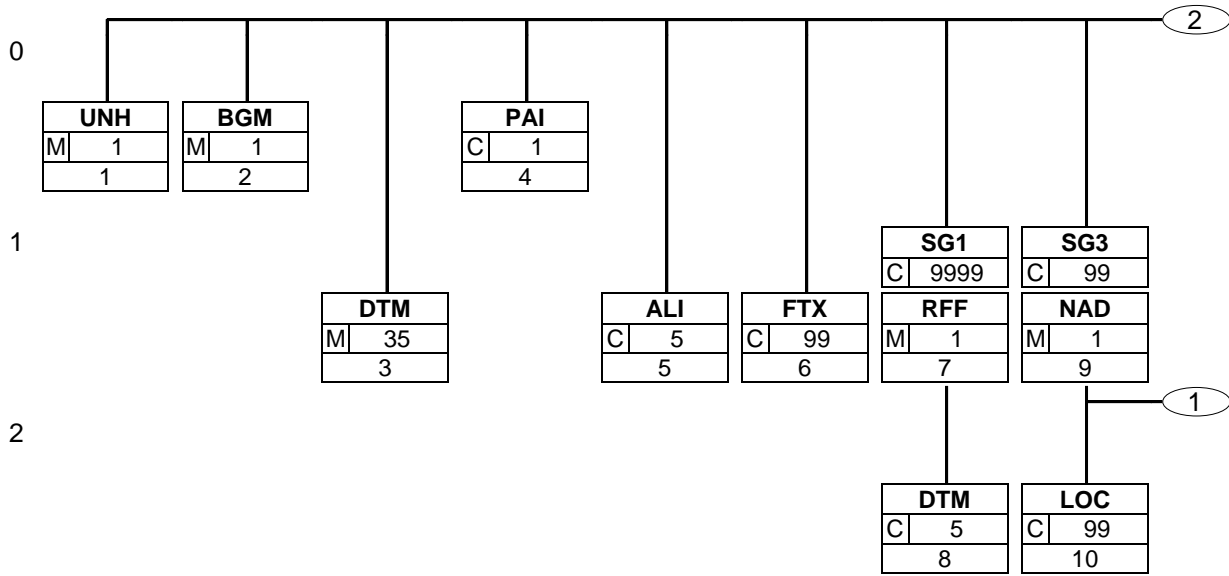 2
0
UNH BGM PAI
M 1 M 1 C 1
1 2 4
1
SG1 SG3
C 9999 C 99
DTM ALI FTX RFF NAD
M 35 C 5 C 99 M 1 M 1
3 5 6 7 9
1
2
DTM LOC
C 5 C 99
8 10